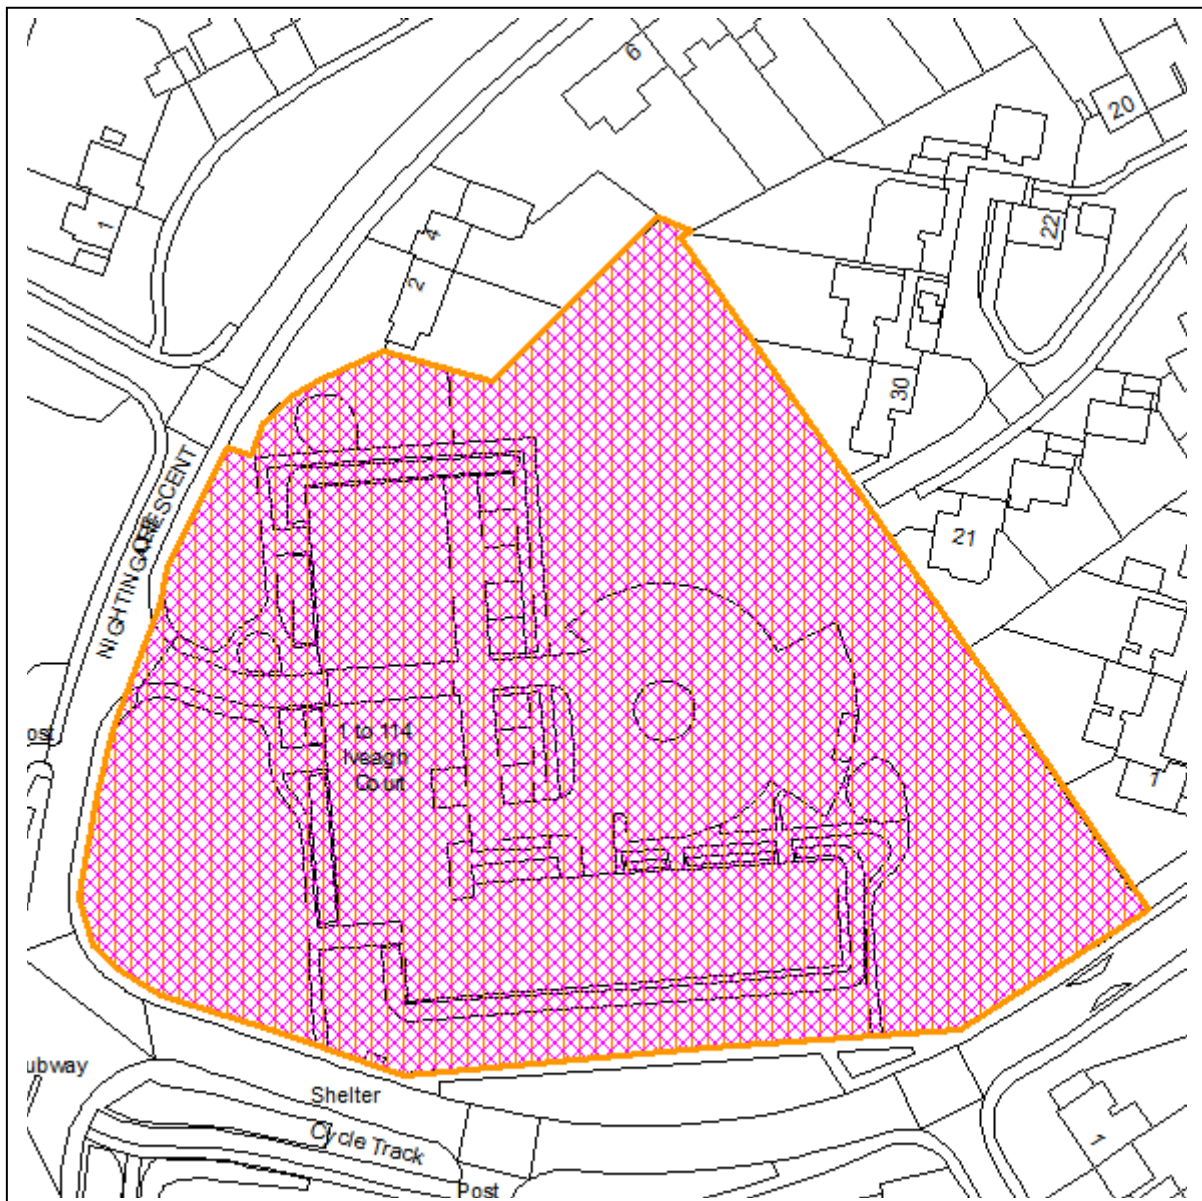 6
20
1
4
22
2
30
NIGHTINGALE
CRESCENT
21
ost
1 to 114
Iveagh
Court
1
ubway
Shelter
Cycle Track
1
Post